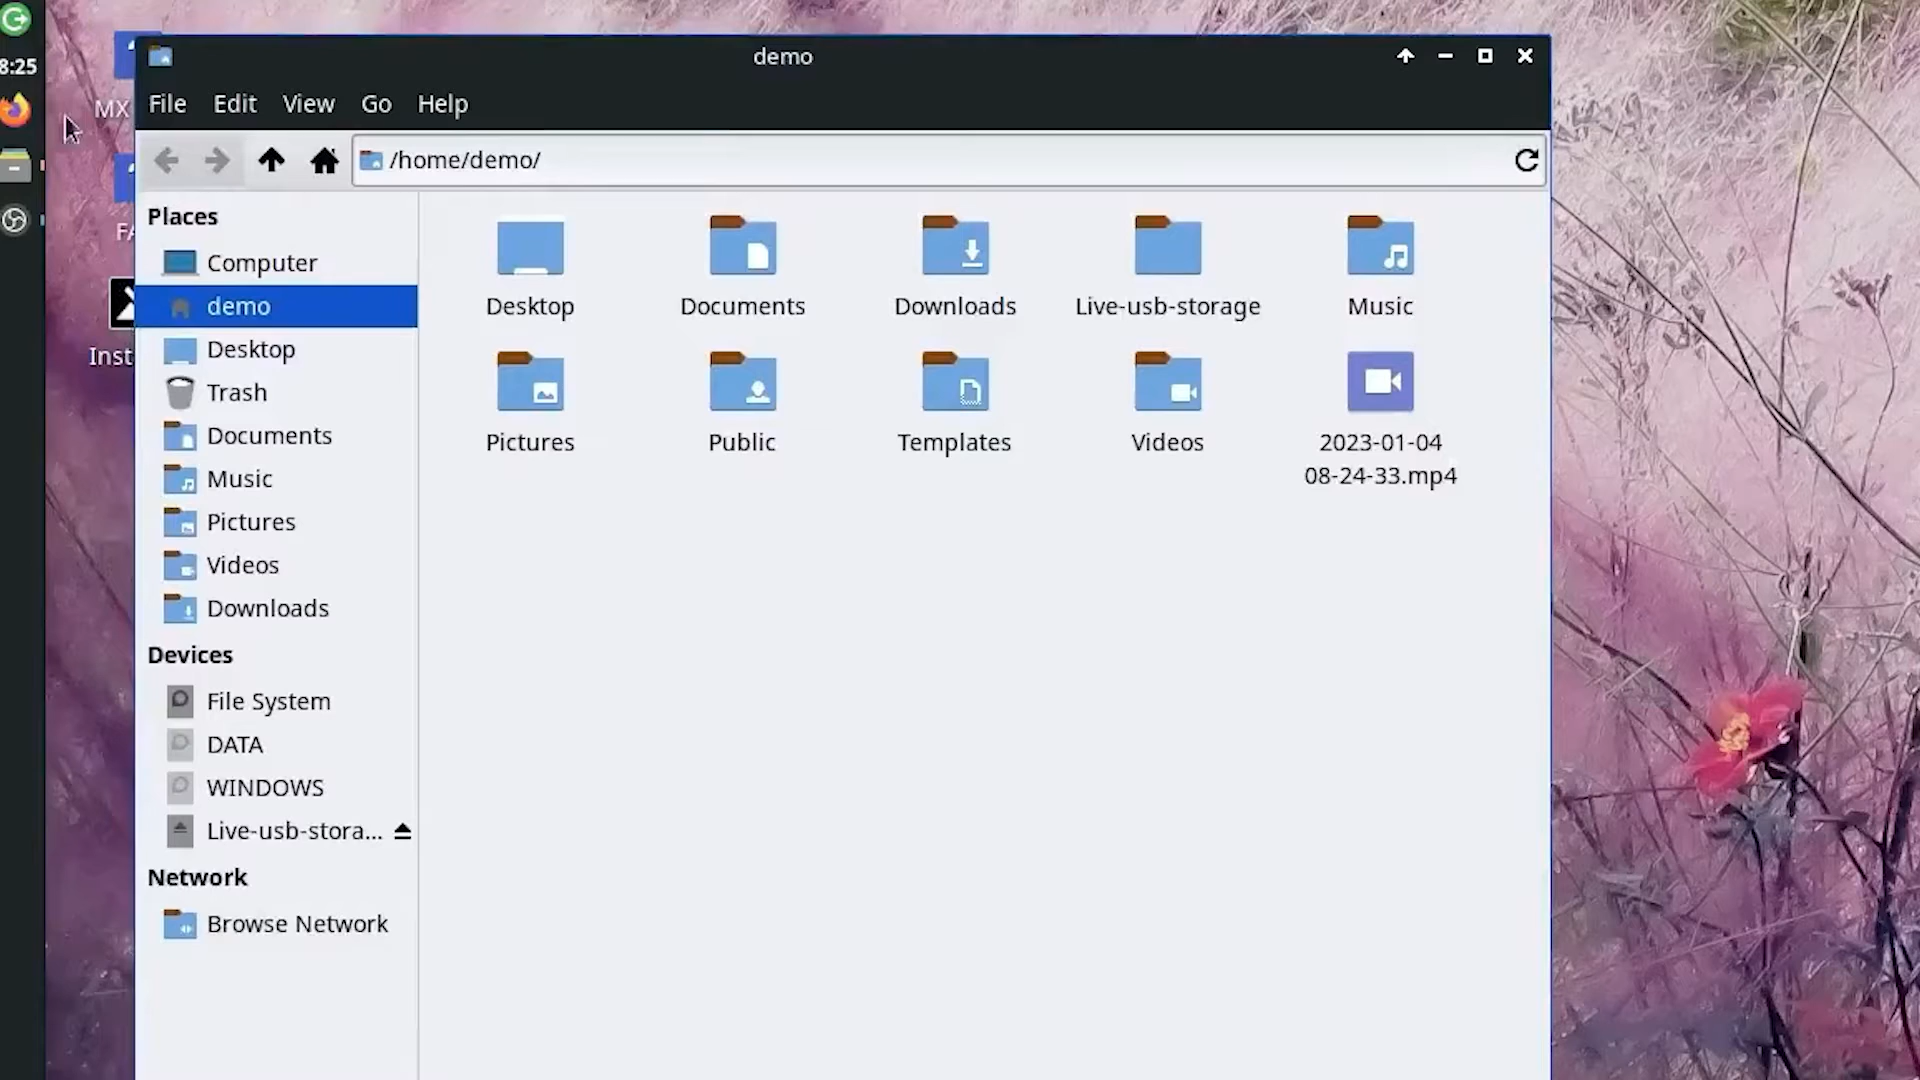 8:25
MX
FA
Inst
demo
File Edit View Go Help
/home/demo/
Places
Computer
demo
Desktop
Trash
Documents
Music
Pictures
Videos
Downloads
Devices
File System
DATA
WINDOWS
Live-usb-stora...
Network
Browse Network
Desktop Documents Downloads Live-usb-storage Music
Pictures Public Templates Videos 2023-01-04
08-24-33.mp4